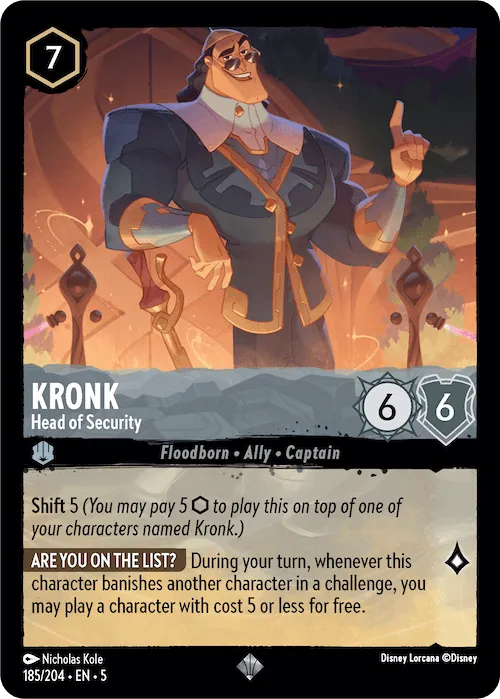 7
KRONK
Head of Security
6
6
Floodborn • Ally • Captain
Shift 5 (You may pay 5 ⬡ to play this on top of one of
your characters named Kronk.)
ARE YOU ON THE LIST? During your turn, whenever this
character banishes another character in a challenge, you
may play a character with cost 5 or less for free.
Nicholas Kole
Disney Lorcana ©Disney
185/204 • EN • 5